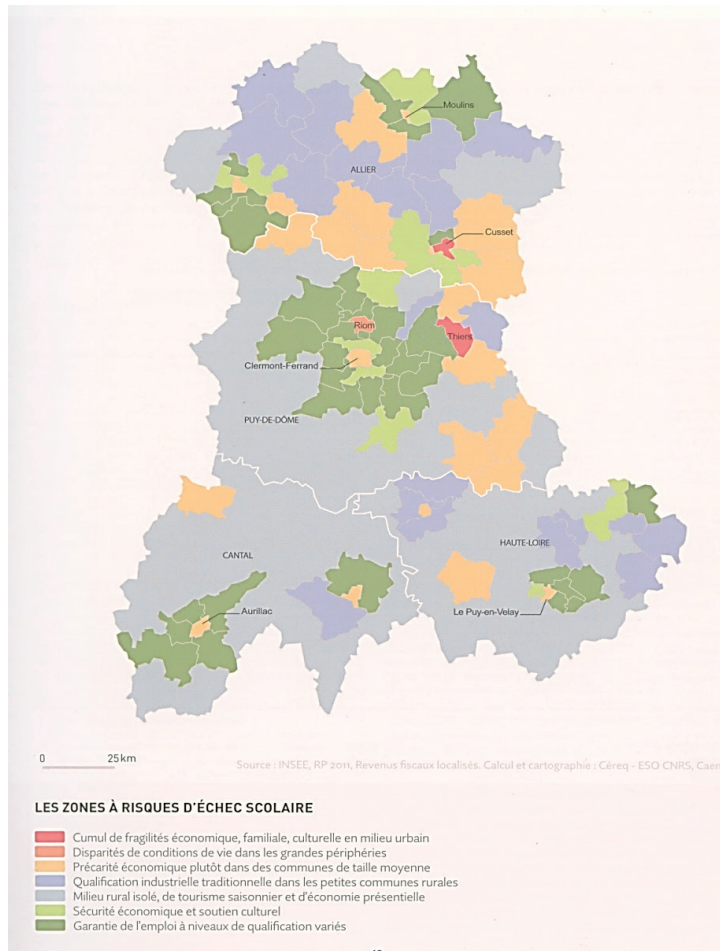 Moulins
ALLIER
Cusset
Riom
Thiers
Clermont-Ferrand
PUY-DE-DÔME
CANTAL
HAUTE-LOIRE
Aurillac
Le Puy-en-Velay
0 25km
Source : INSEE, RP 2011, Revenus fiscaux localisés. Calcul et cartographie : Céreq - ESO CNRS, Caen
LES ZONES À RISQUES D'ÉCHEC SCOLAIRE
Cumul de fragilités économique, familiale, culturelle en milieu urbain
Disparités de conditions de vie dans les grandes périphéries
Précarité économique plutôt dans des communes de taille moyenne
Qualification industrielle traditionnelle dans les petites communes rurales
Milieu rural isolé, de tourisme saisonnier et d'économie présentielle
Sécurité économique et soutien culturel
Garantie de l'emploi à niveaux de qualification variés